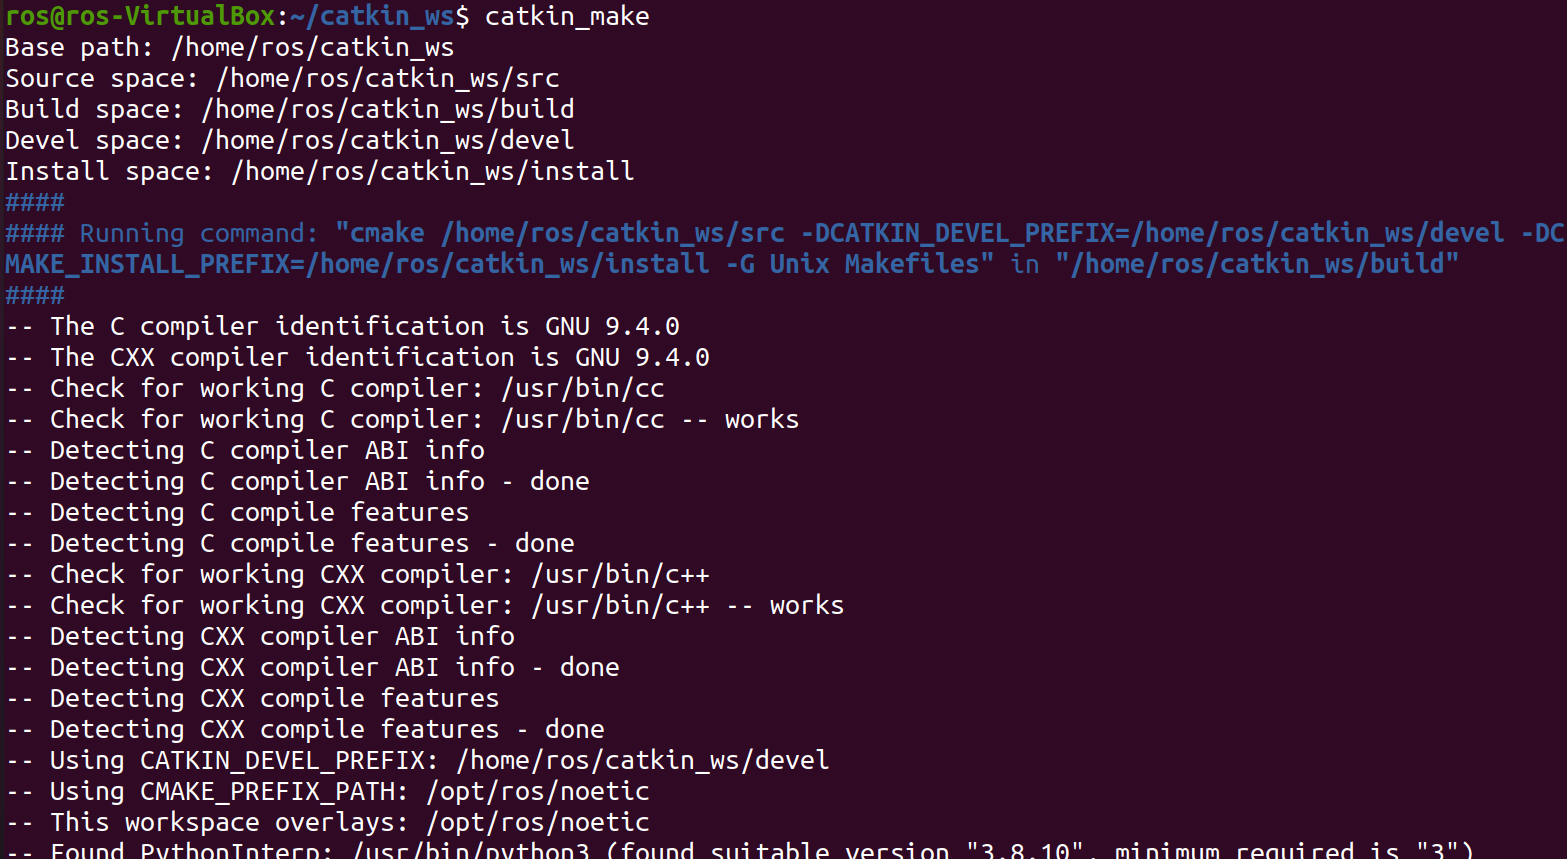 ros@ros-VirtualBox:~/catkin_ws$ catkin_make
Base path: /home/ros/catkin_ws
Source space: /home/ros/catkin_ws/src
Build space: /home/ros/catkin_ws/build
Devel space: /home/ros/catkin_ws/devel
Install space: /home/ros/catkin_ws/install
####
#### Running command: "cmake /home/ros/catkin_ws/src -DCATKIN_DEVEL_PREFIX=/home/ros/catkin_ws/devel -DC
MAKE_INSTALL_PREFIX=/home/ros/catkin_ws/install -G Unix Makefiles" in "/home/ros/catkin_ws/build"
####
-- The C compiler identification is GNU 9.4.0
-- The CXX compiler identification is GNU 9.4.0
-- Check for working C compiler: /usr/bin/cc
-- Check for working C compiler: /usr/bin/cc -- works
-- Detecting C compiler ABI info
-- Detecting C compiler ABI info - done
-- Detecting C compile features
-- Detecting C compile features - done
-- Check for working CXX compiler: /usr/bin/c++
-- Check for working CXX compiler: /usr/bin/c++ -- works
-- Detecting CXX compiler ABI info
-- Detecting CXX compiler ABI info - done
-- Detecting CXX compile features
-- Detecting CXX compile features - done
-- Using CATKIN_DEVEL_PREFIX: /home/ros/catkin_ws/devel
-- Using CMAKE_PREFIX_PATH: /opt/ros/noetic
-- This workspace overlays: /opt/ros/noetic
-- Found PythonInterp: /usr/bin/python3 (found suitable version "3.8.10", minimum required is "3")